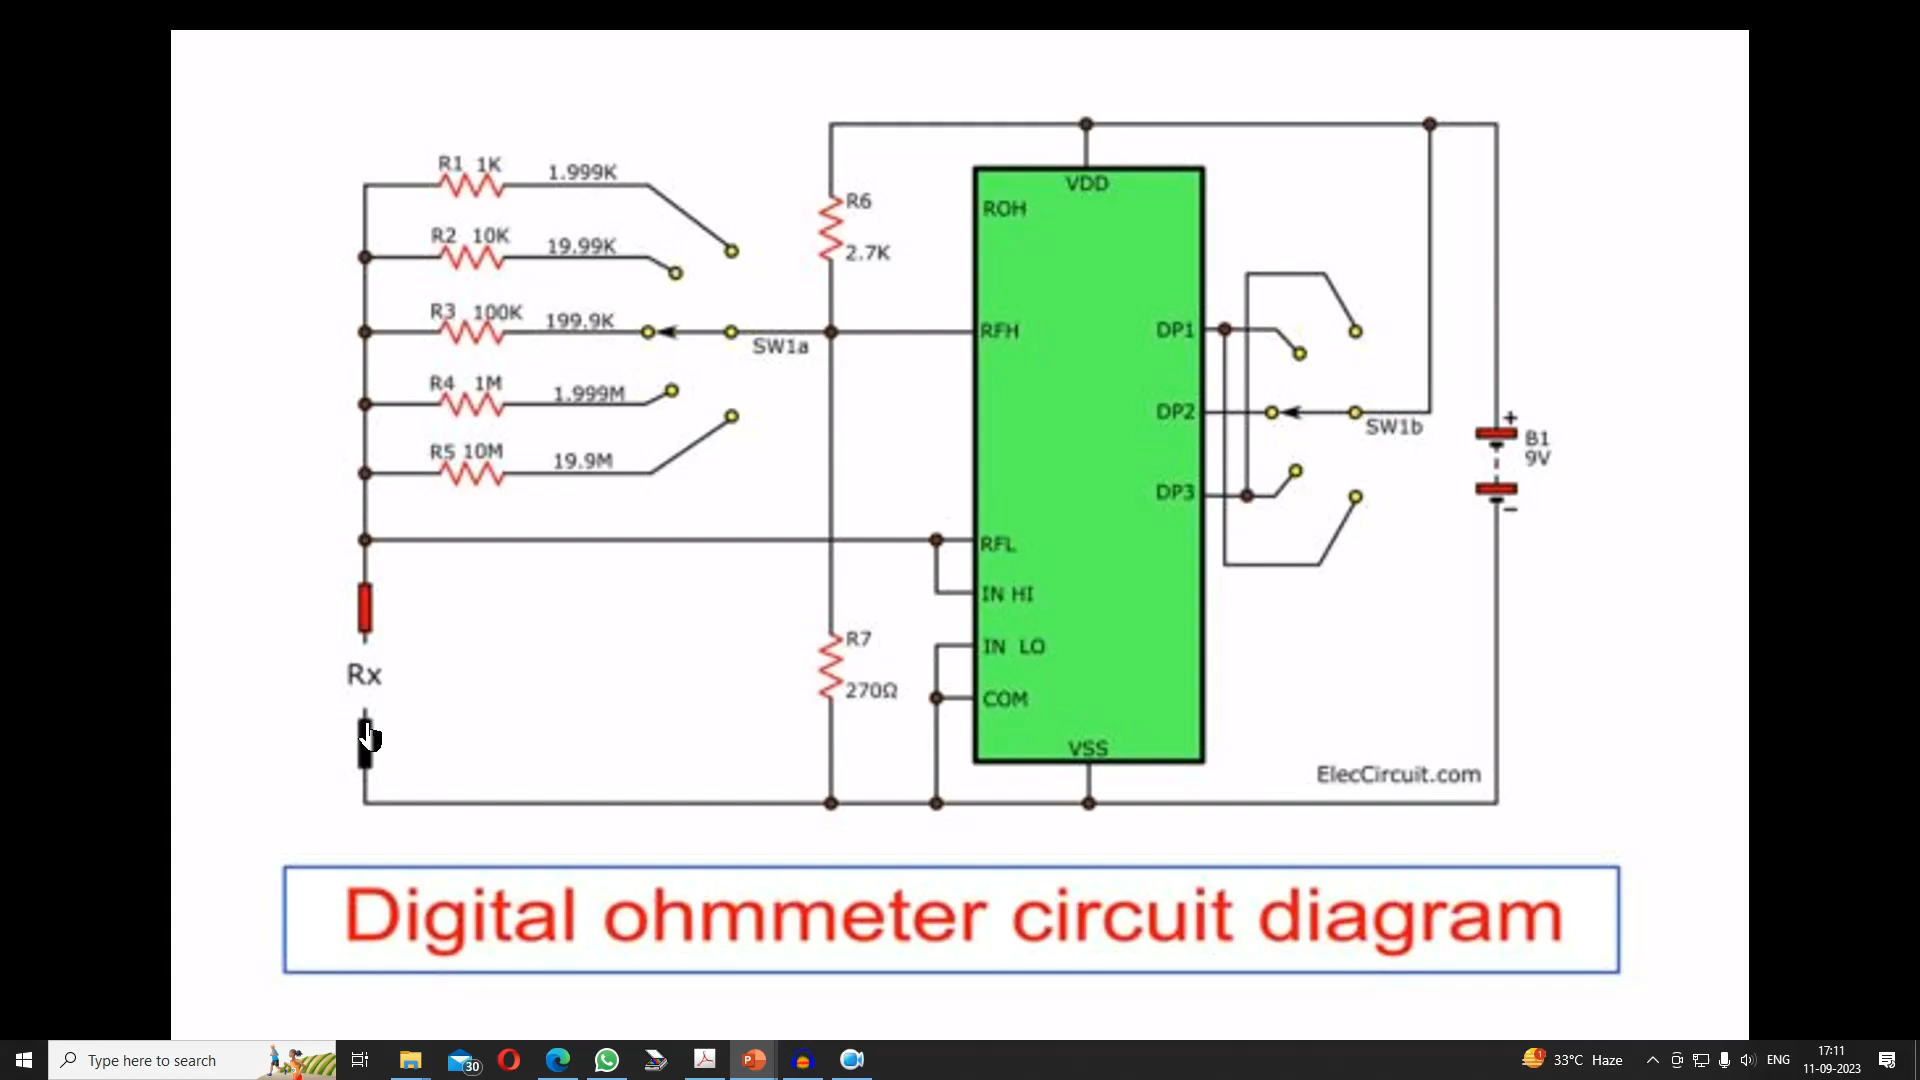 R1 1K 1.999K
R2 10K 19.99K
R3 100K 199.9K
R4 1M 1.999M
R5 10M 19.9M
SW1a
R6
2.7K
VDD
ROH
RFH
RFL
IN HI
IN LO
COM
VSS
DP1
DP2
DP3
SW1b
+
B1
9V
−
Rx
R7
270Ω
ElecCircuit.com
Digital ohmmeter circuit diagram
Type here to search
30
1
33°C Haze
ENG
17:11
11-09-2023